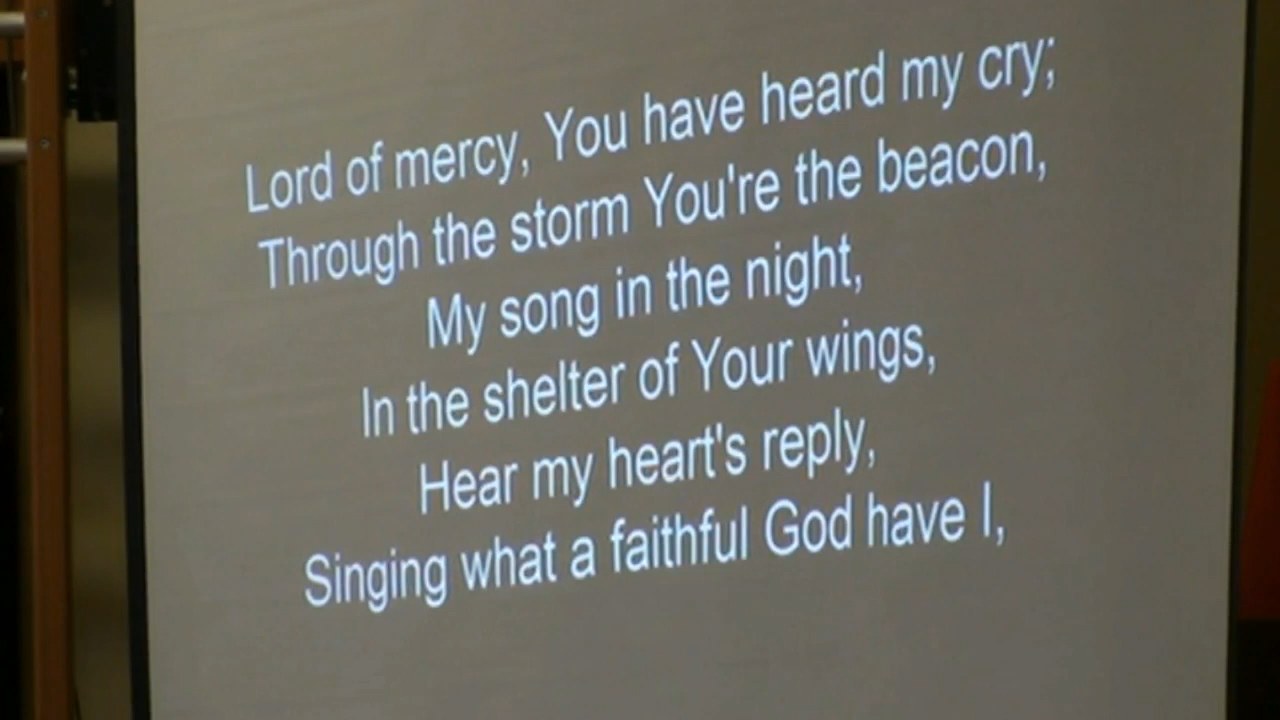 Lord of mercy, You have heard my cry;
Through the storm You're the beacon,
My song in the night,
In the shelter of Your wings,
Hear my heart's reply,
Singing what a faithful God have I,